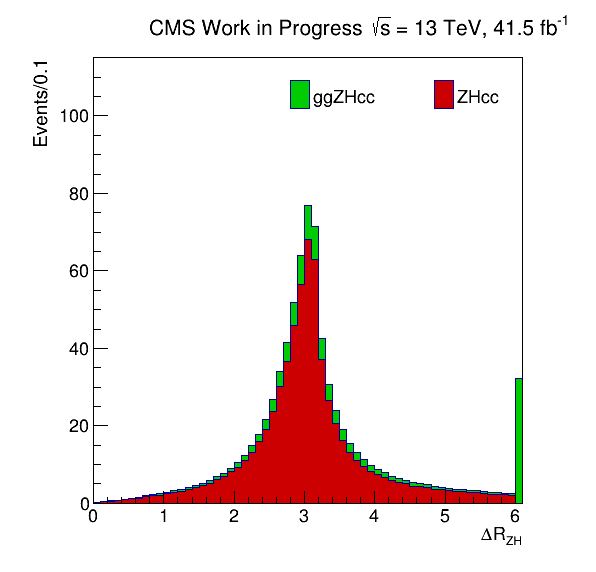 CMS Work in Progress √s = 13 TeV, 41.5 fb⁻¹
Events/0.1
ggZHcc
ZHcc
100
80
60
40
20
0
0 1 2 3 4 5 6
ΔR_ZH